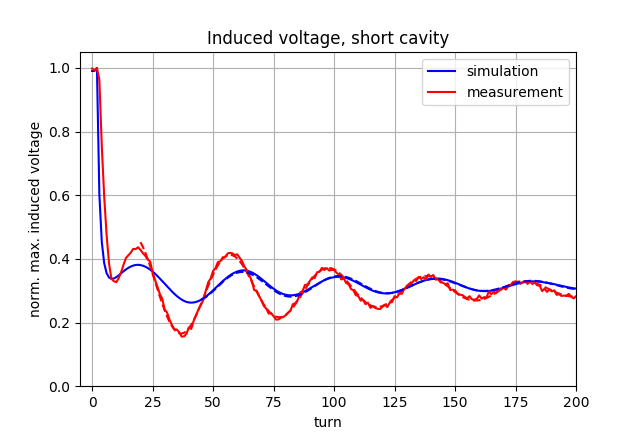 Induced voltage, short cavity
simulation
measurement
norm. max. induced voltage
1.0
0.8
0.6
0.4
0.2
0.0
0 25 50 75 100 125 150 175 200
turn